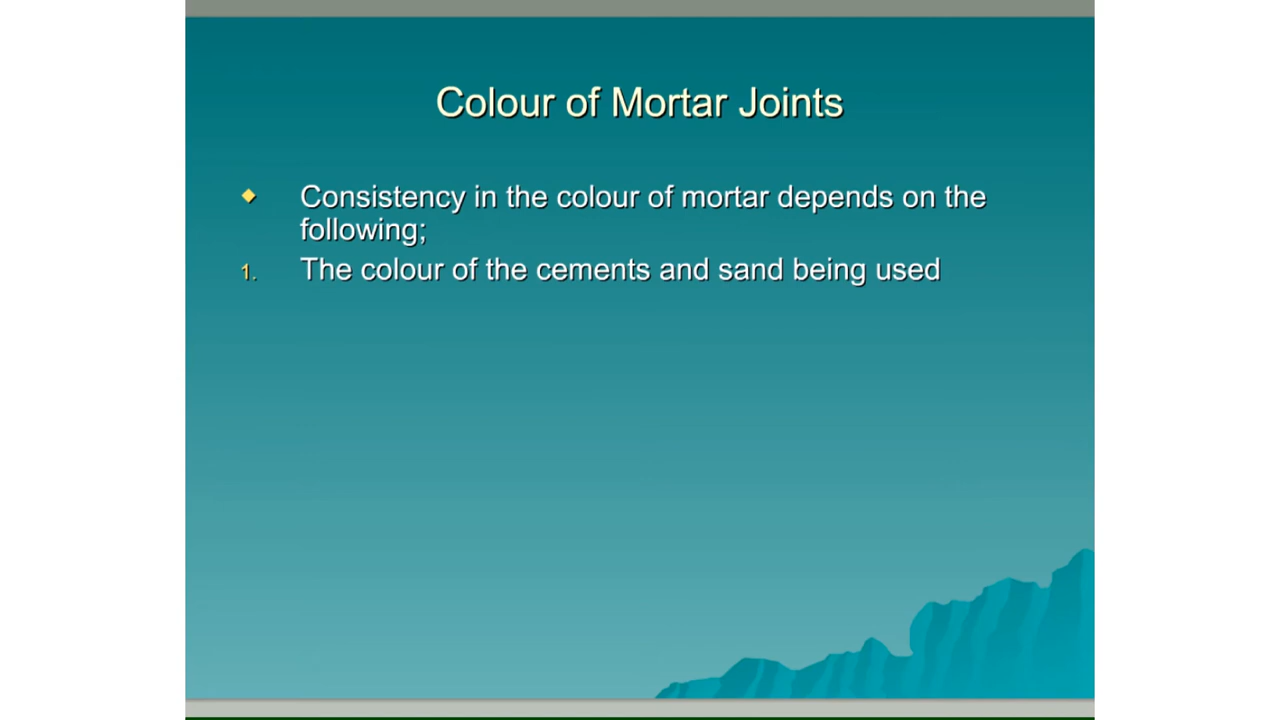 Colour of Mortar Joints
Consistency in the colour of mortar depends on the
following;
1. The colour of the cements and sand being used